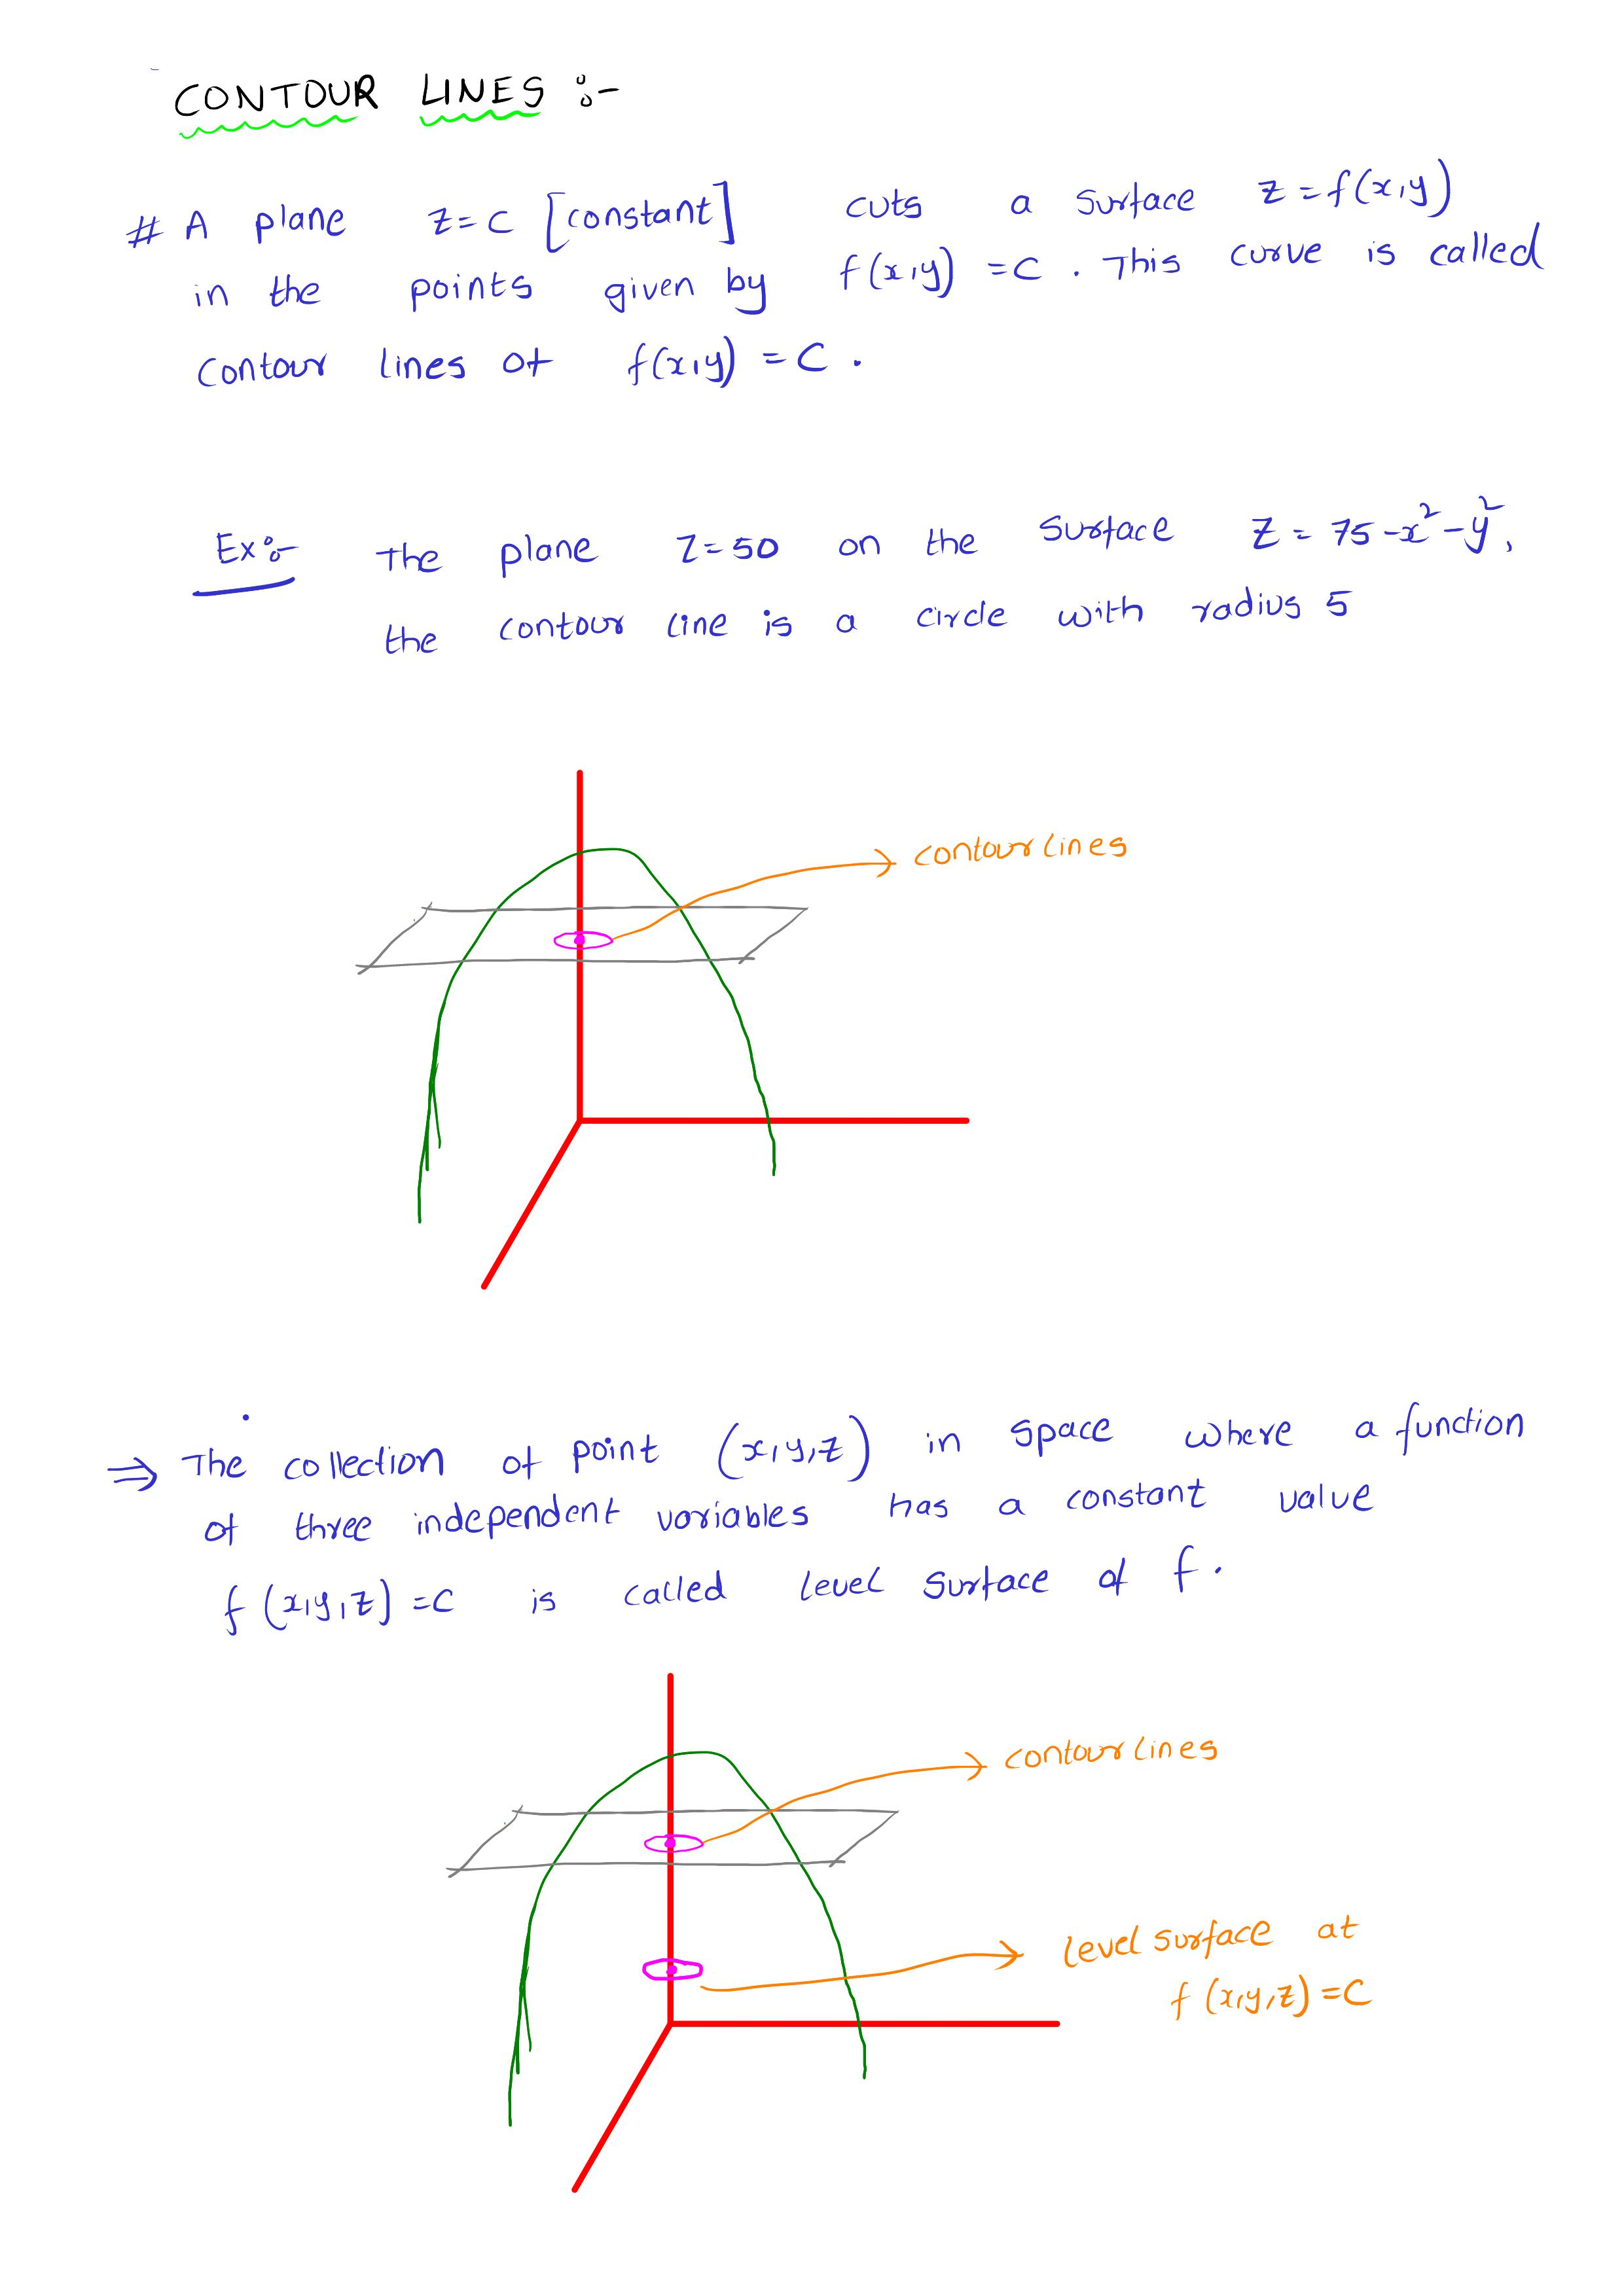 CONTOUR LINES :-
# A plane z=c [constant] cuts a surface z=f(x,y)
in the points given by f(x,y) =c . This curve is called
contour lines of f(x,y) = c .
Ex:- The plane z=50 on the surface z = 75-x²-y²,
the contour line is a circle with radius 5
contour lines
⇒ The collection of point (x,y,z) in space where a function
of three independent variables has a constant value
f (x,y,z) =c is called level surface of f.
contour lines
level surface at
f (x,y,z) =c